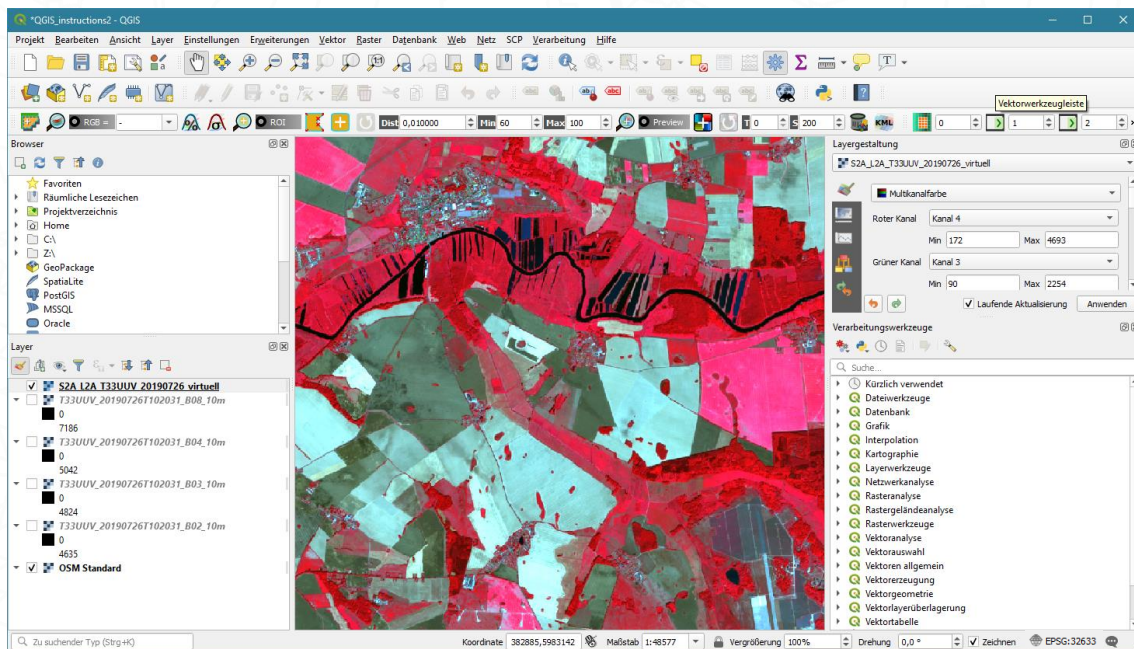 *QGIS_instructions2 - QGIS
Projekt Bearbeiten Ansicht Layer Einstellungen Erweiterungen Vektor Raster Datenbank Web Netz SCP Verarbeitung Hilfe
Vektorwerkzeugleiste
RGB = - ROI Dist 0,010000 Min 60 Max 100 Preview T 0 S 200 KML 0 1 2
Browser
Favoriten
Räumliche Lesezeichen
Projektverzeichnis
Home
C:\
Z:\
GeoPackage
SpatiaLite
PostGIS
MSSQL
Oracle
Layer
S2A_L2A_T33UUV_20190726_virtuell
T33UUV_20190726T102031_B08_10m
0
7186
T33UUV_20190726T102031_B04_10m
0
5042
T33UUV_20190726T102031_B03_10m
0
4824
T33UUV_20190726T102031_B02_10m
0
4635
OSM Standard
Layergestaltung
S2A_L2A_T33UUV_20190726_virtuell
Multikanalfarbe
Roter Kanal Kanal 4
Min 172 Max 4693
Grüner Kanal Kanal 3
Min 90 Max 2254
Laufende Aktualisierung Anwenden
Verarbeitungswerkzeuge
Suche...
Kürzlich verwendet
Dateiwerkzeuge
Datenbank
Grafik
Interpolation
Kartographie
Layerwerkzeuge
Netzwerkanalyse
Rasteranalyse
Rastergeländeanalyse
Rasterwerkzeuge
Vektoranalyse
Vektorauswahl
Vektoren allgemein
Vektorerzeugung
Vektorgeometrie
Vektorlayerüberlagerung
Vektortabelle
Zu suchender Typ (Strg+K) Koordinate 382885,5983142 Maßstab 1:48577 Vergrößerung 100% Drehung 0,0 ° Zeichnen EPSG:32633